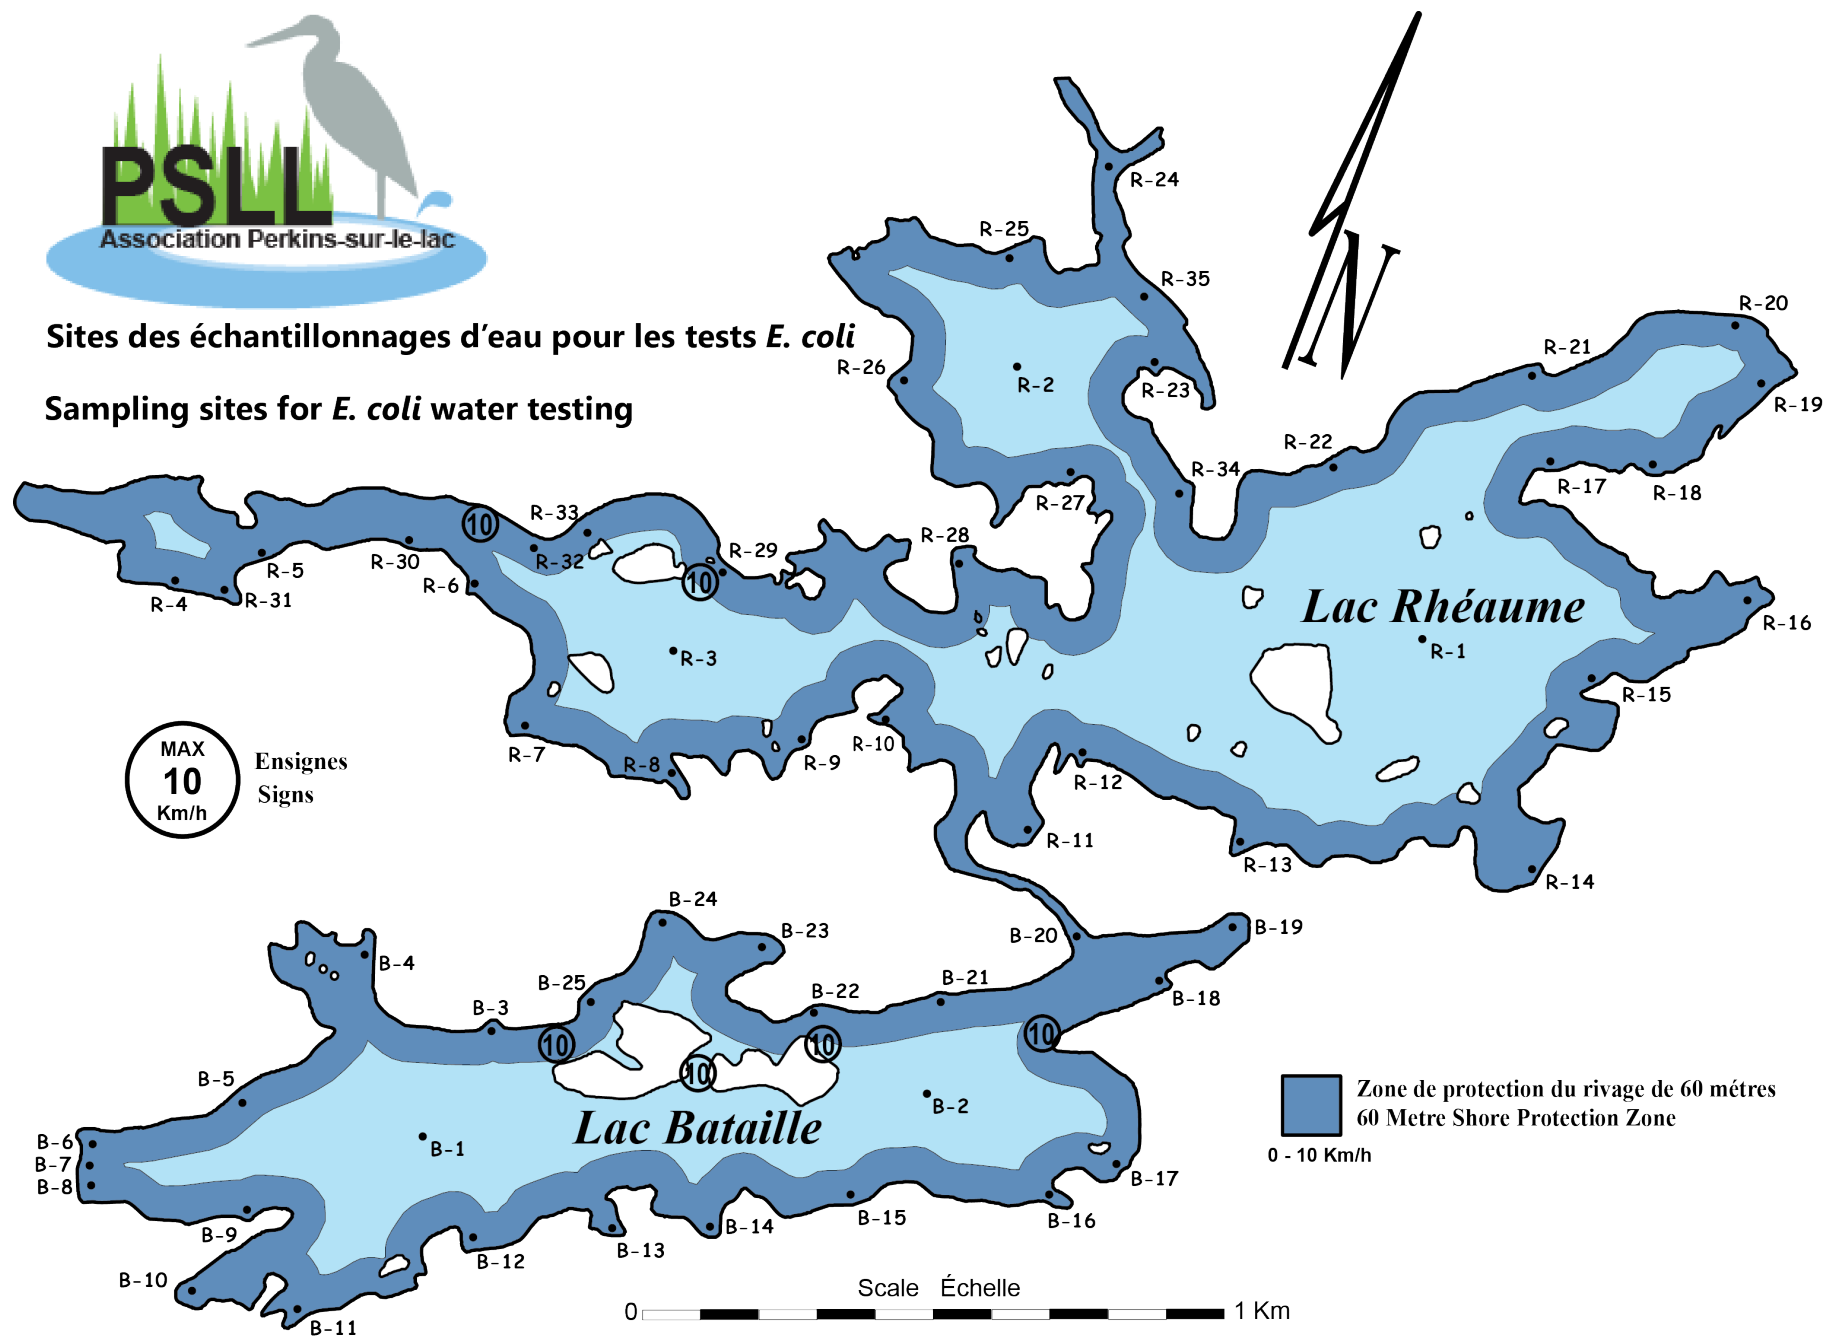 PSLL
Association Perkins-sur-le-lac
Sites des échantillonnages d'eau pour les tests E. coli
Sampling sites for E. coli water testing
N
R-24
R-25
R-35
R-20
R-21
R-26
R-2
R-23
R-19
R-22
R-34
R-17
R-18
R-27
10
R-33
R-32
R-28
R-29
10
R-30
R-5
R-6
R-4
R-31
Lac Rhéaume
R-16
R-1
R-3
R-15
R-7
R-8
R-9
R-10
R-12
MAX
10
Km/h
Ensignes
Signs
R-11
R-13
R-14
B-24
B-23
B-20
B-19
B-4
B-25
B-21
B-22
B-18
B-3
10
10
10
10
B-5
B-2
Lac Bataille
B-6
B-7
B-8
B-1
B-17
B-9
B-15
B-16
B-14
B-13
B-12
B-10
B-11
Zone de protection du rivage de 60 métres
60 Metre Shore Protection Zone
0 - 10 Km/h
Scale Échelle
0 1 Km